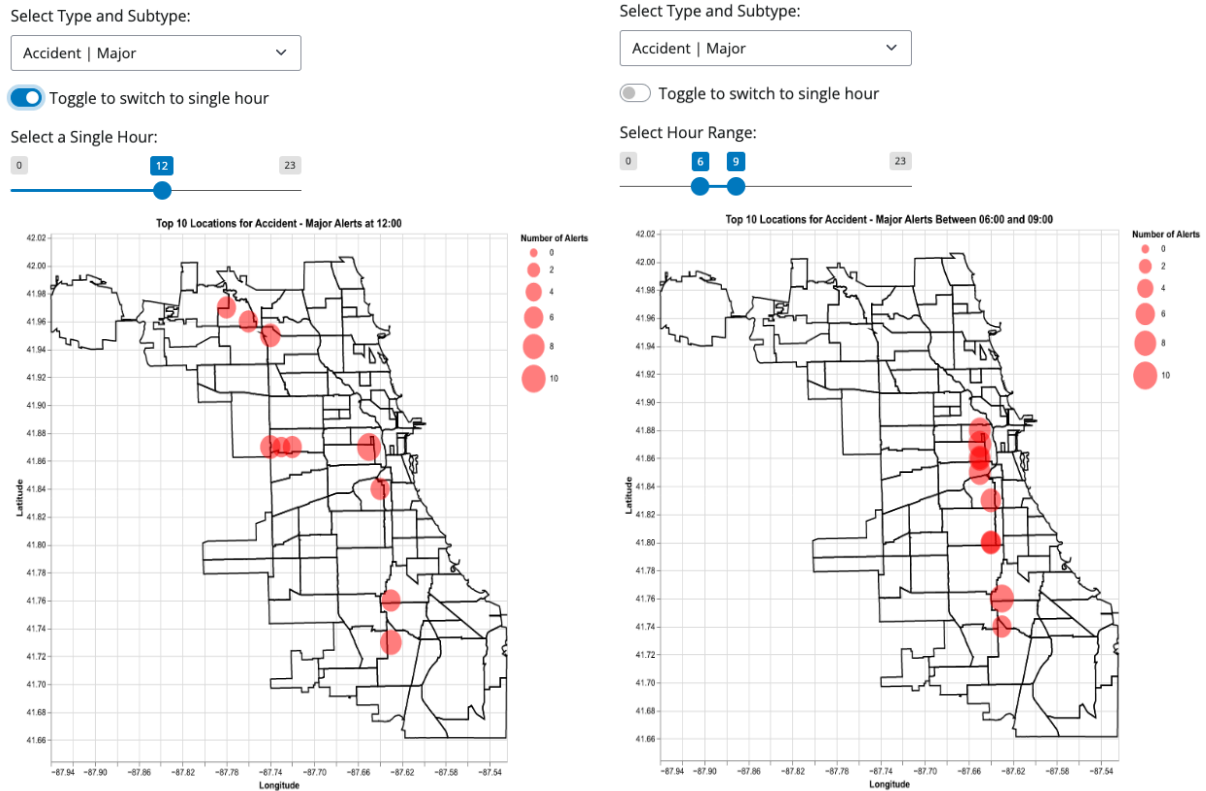 Select Type and Subtype:
Accident | Major
Toggle to switch to single hour
Select a Single Hour:
0 12 23
Top 10 Locations for Accident - Major Alerts at 12:00
Number of Alerts
0
2
4
6
8
10
42.02
42.00
41.98
41.96
41.94
41.92
41.90
41.88
41.86
41.84
41.82
41.80
41.78
41.76
41.74
41.72
41.70
41.68
41.66
Latitude
−87.94 −87.90 −87.86 −87.82 −87.78 −87.74 −87.70 −87.66 −87.62 −87.58 −87.54
Longitude
Select Type and Subtype:
Accident | Major
Toggle to switch to single hour
Select Hour Range:
0 6 9 23
Top 10 Locations for Accident - Major Alerts Between 06:00 and 09:00
Number of Alerts
0
2
4
6
8
10
42.02
42.00
41.98
41.96
41.94
41.92
41.90
41.88
41.86
41.84
41.82
41.80
41.78
41.76
41.74
41.72
41.70
41.68
41.66
Latitude
−87.94 −87.90 −87.86 −87.82 −87.78 −87.74 −87.70 −87.66 −87.62 −87.58 −87.54
Longitude